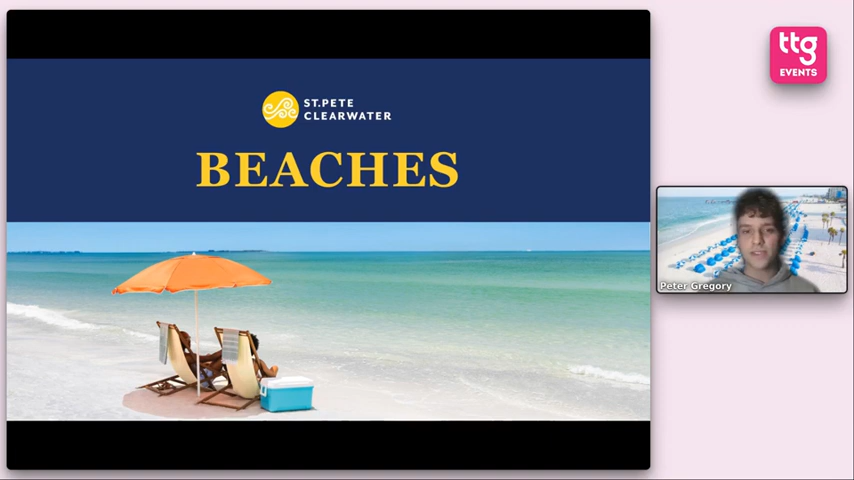 ST.PETE
CLEARWATER
BEACHES
ttg
EVENTS
Peter Gregory